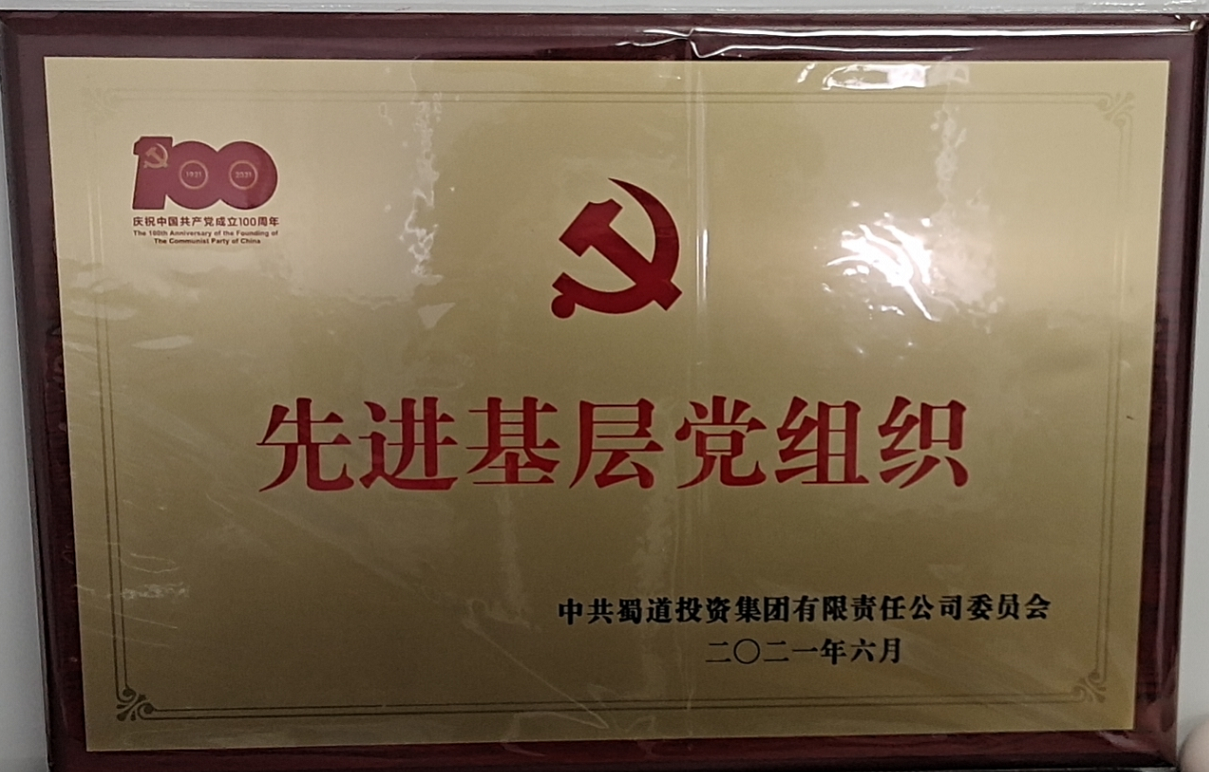 100
1921
2021
庆祝中国共产党成立100周年
The 100th Anniversary of the Founding of
The Communist Party of China
先进基层党组织
中共蜀道投资集团有限责任公司委员会
二〇二一年六月